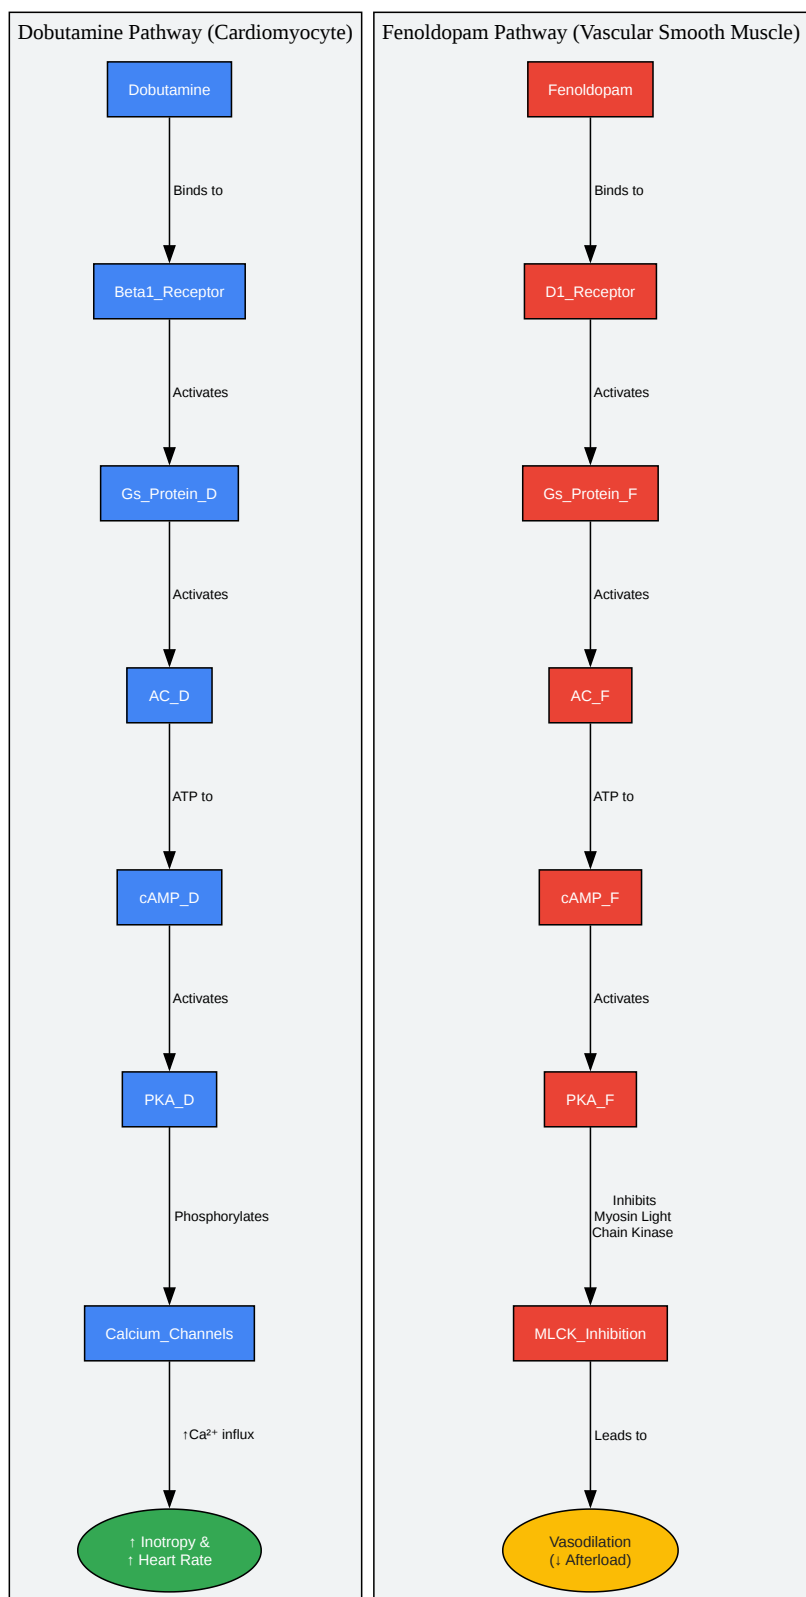 Dobutamine Pathway (Cardiomyocyte)
Dobutamine
Binds to
Beta1_Receptor
Activates
Gs_Protein_D
Activates
AC_D
ATP to
cAMP_D
Activates
PKA_D
Phosphorylates
Calcium_Channels
↑Ca²⁺ influx
↑ Inotropy &
↑ Heart Rate
Fenoldopam Pathway (Vascular Smooth Muscle)
Fenoldopam
Binds to
D1_Receptor
Activates
Gs_Protein_F
Activates
AC_F
ATP to
cAMP_F
Activates
PKA_F
Inhibits
Myosin Light
Chain Kinase
MLCK_Inhibition
Leads to
Vasodilation
(↓ Afterload)